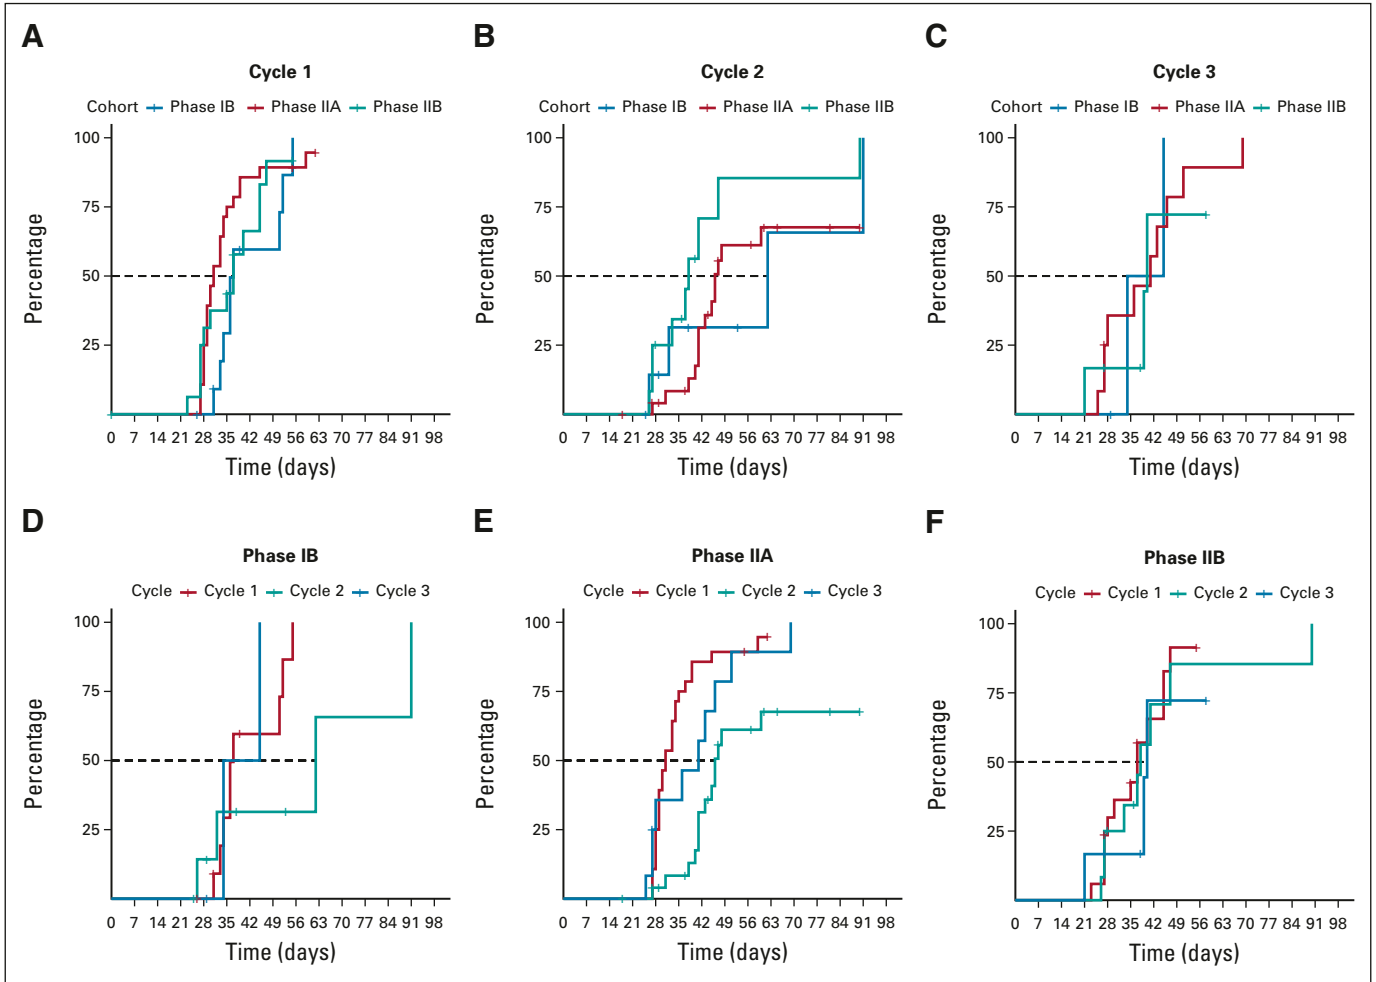 A
Cycle 1
Cohort Phase IB Phase IIA Phase IIB
100
75
50
25
Percentage
0 7 14 21 28 35 42 49 56 63 70 77 84 91 98
Time (days)
B
Cycle 2
Cohort Phase IB Phase IIA Phase IIB
100
75
50
25
Percentage
0 7 14 21 28 35 42 49 56 63 70 77 84 91 98
Time (days)
C
Cycle 3
Cohort Phase IB Phase IIA Phase IIB
100
75
50
25
Percentage
0 7 14 21 28 35 42 49 56 63 70 77 84 91 98
Time (days)
D
Phase IB
Cycle Cycle 1 Cycle 2 Cycle 3
100
75
50
25
Percentage
0 7 14 21 28 35 42 49 56 63 70 77 84 91 98
Time (days)
E
Phase IIA
Cycle Cycle 1 Cycle 2 Cycle 3
100
75
50
25
Percentage
0 7 14 21 28 35 42 49 56 63 70 77 84 91 98
Time (days)
F
Phase IIB
Cycle Cycle 1 Cycle 2 Cycle 3
100
75
50
25
Percentage
0 7 14 21 28 35 42 49 56 63 70 77 84 91 98
Time (days)